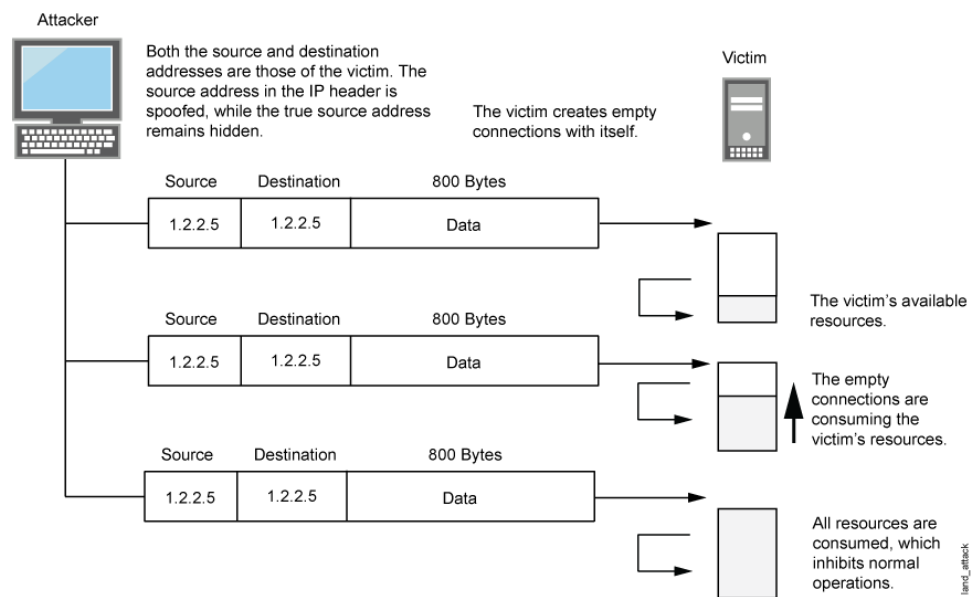 Attacker
Both the source and destination
addresses are those of the victim. The
source address in the IP header is
spoofed, while the true source address
remains hidden.
The victim creates empty
connections with itself.
Victim
Source Destination 800 Bytes
1.2.2.5 1.2.2.5 Data
The victim's available
resources.
Source Destination 800 Bytes
1.2.2.5 1.2.2.5 Data
The empty
connections are
consuming the
victim's resources.
Source Destination 800 Bytes
1.2.2.5 1.2.2.5 Data
All resources are
consumed, which
inhibits normal
operations.
land_attack